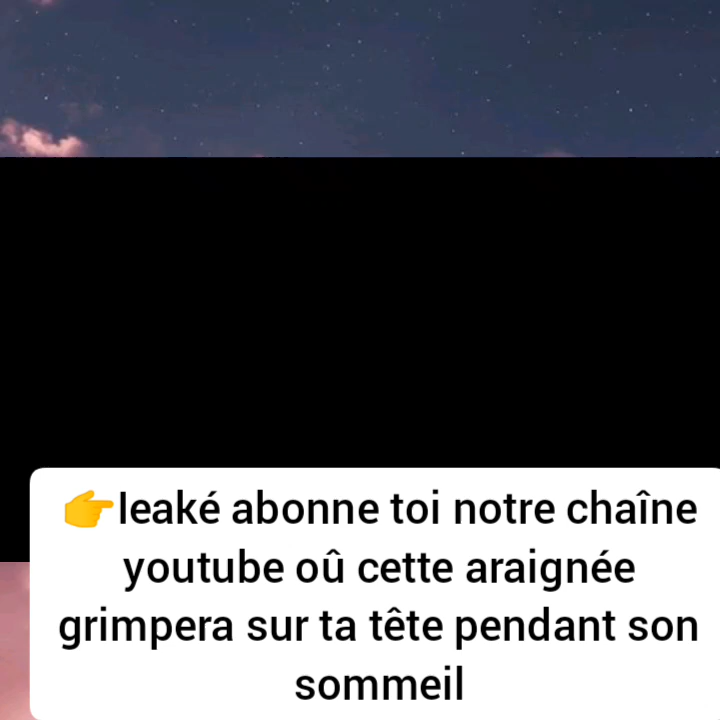 👉leaké abonne toi notre chaîne
youtube oû cette araignée
grimpera sur ta tête pendant son
sommeil